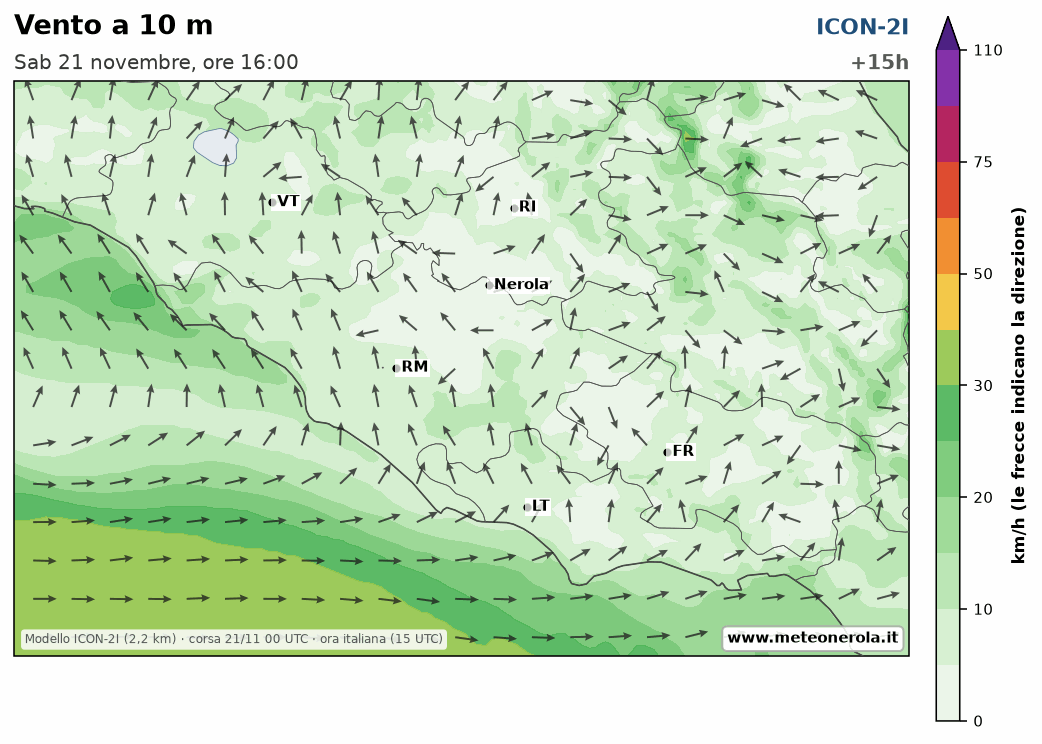 Vento a 10 m
ICON-2I
Sab 21 novembre, ore 16:00
+15h
VT
RI
Nerola
RM
FR
LT
Modello ICON-2I (2,2 km) · corsa 21/11 00 UTC · ora italiana (15 UTC)
www.meteonerola.it
110
75
50
30
20
10
0
km/h (le frecce indicano la direzione)